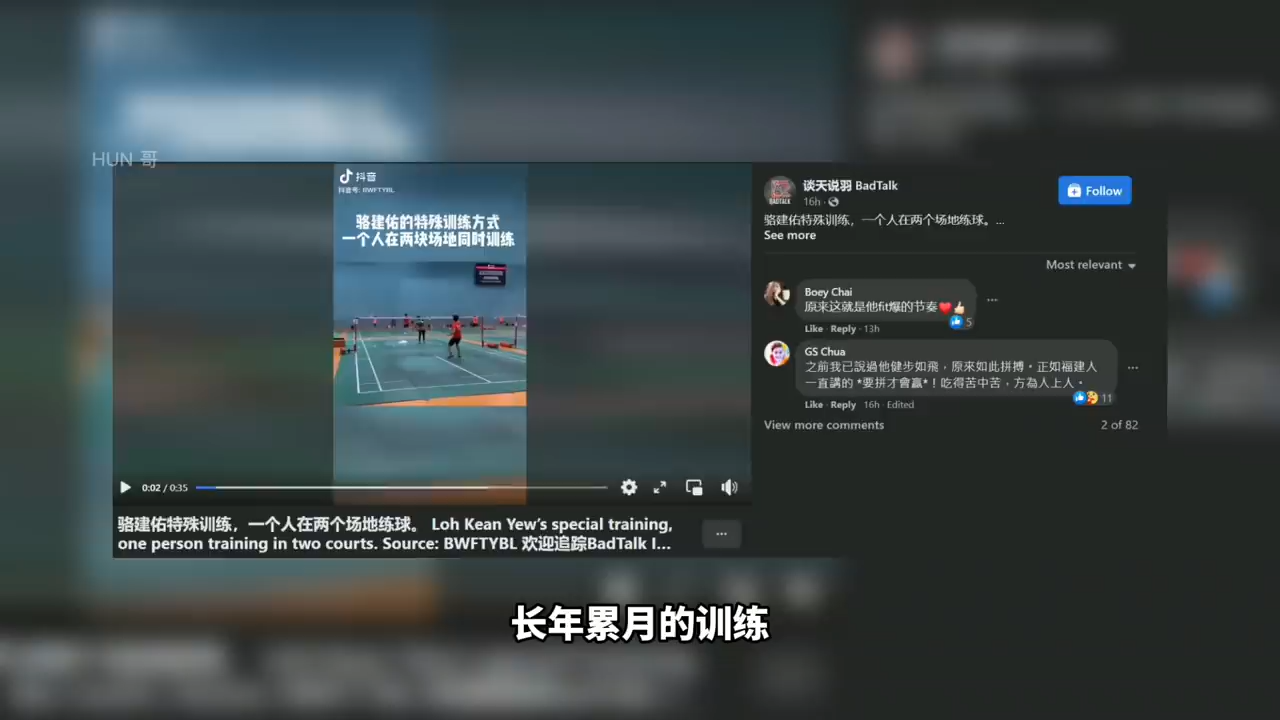 HUN 哥
抖音
抖音号: BWFTYBL
骆建佑的特殊训练方式
一个人在两块场地同时训练
0:02 / 0:35
骆建佑特殊训练，一个人在两个场地练球。 Loh Kean Yew’s special training,
one person training in two courts. Source: BWFTYBL 欢迎追踪BadTalk I...
谈天说羽 BadTalk
16h ·
Follow
骆建佑特殊训练，一个人在两个场地练球。...
See more
Most relevant
Boey Chai
原来这就是他fit爆的节奏❤️👍🏻
5
Like · Reply · 13h
GS Chua
之前我已說過他健步如飛，原來如此拼搏。正如福建人
一直講的 *要拼才會贏*！吃得苦中苦，方為人上人。
11
Like · Reply · 16h · Edited
View more comments
2 of 82
长年累月的训练